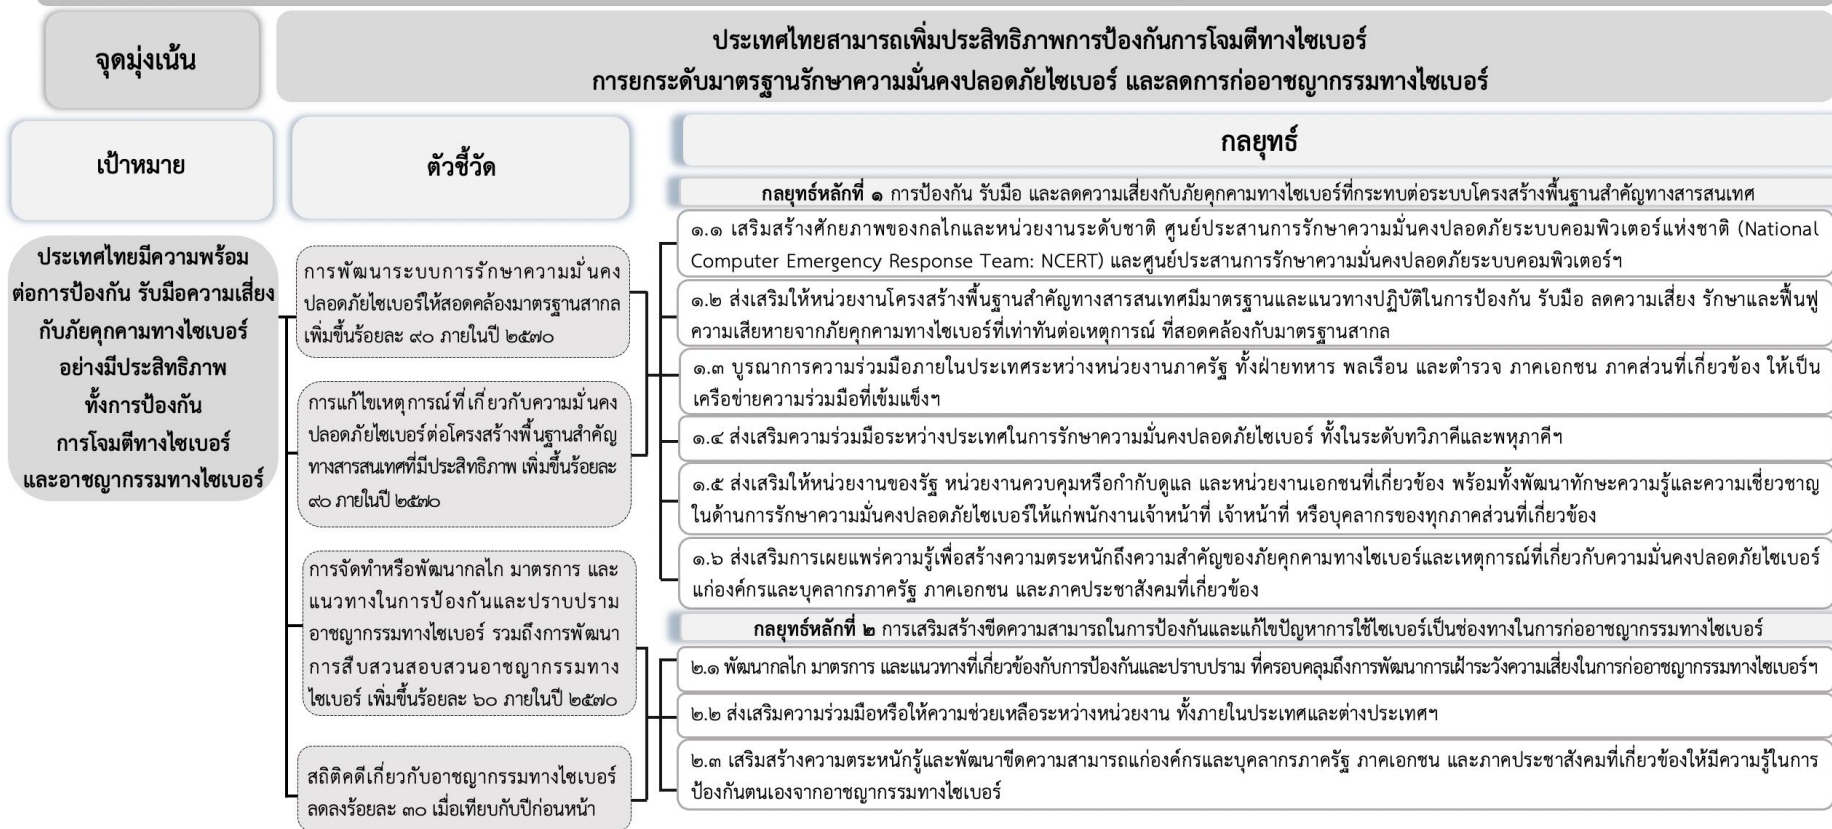 จุดมุ่งเน้น
ประเทศไทยสามารถเพิ่มประสิทธิภาพการป้องกันการโจมตีทางไซเบอร์
การยกระดับมาตรฐานรักษาความมั่นคงปลอดภัยไซเบอร์ และลดการก่ออาชญากรรมทางไซเบอร์
เป้าหมาย
ประเทศไทยมีความพร้อม
ต่อการป้องกัน รับมือความเสี่ยง
กับภัยคุกคามทางไซเบอร์
อย่างมีประสิทธิภาพ
ทั้งการป้องกัน
การโจมตีทางไซเบอร์
และอาชญากรรมทางไซเบอร์
ตัวชี้วัด
การพัฒนาระบบการรักษาความมั่นคง
ปลอดภัยไซเบอร์ให้สอดคล้องมาตรฐานสากล
เพิ่มขึ้นร้อยละ ๙๐ ภายในปี ๒๕๗๐
การแก้ไขเหตุการณ์ที่เกี่ยวกับความมั่นคง
ปลอดภัยไซเบอร์ต่อโครงสร้างพื้นฐานสำคัญ
ทางสารสนเทศที่มีประสิทธิภาพ เพิ่มขึ้นร้อยละ
๙๐ ภายในปี ๒๕๗๐
การจัดทำหรือพัฒนากลไก มาตรการ และ
แนวทางในการป้องกันและปราบปราม
อาชญากรรมทางไซเบอร์ รวมถึงการพัฒนา
การสืบสวนสอบสวนอาชญากรรมทาง
ไซเบอร์ เพิ่มขึ้นร้อยละ ๖๐ ภายในปี ๒๕๗๐
สถิติคดีเกี่ยวกับอาชญากรรมทางไซเบอร์
ลดลงร้อยละ ๓๐ เมื่อเทียบกับปีก่อนหน้า
กลยุทธ์
กลยุทธ์หลักที่ ๑ การป้องกัน รับมือ และลดความเสี่ยงกับภัยคุกคามทางไซเบอร์ที่กระทบต่อระบบโครงสร้างพื้นฐานสำคัญทางสารสนเทศ
๑.๑ เสริมสร้างศักยภาพของกลไกและหน่วยงานระดับชาติ ศูนย์ประสานการรักษาความมั่นคงปลอดภัยระบบคอมพิวเตอร์แห่งชาติ (National
Computer Emergency Response Team: NCERT) และศูนย์ประสานการรักษาความมั่นคงปลอดภัยระบบคอมพิวเตอร์ฯ
๑.๒ ส่งเสริมให้หน่วยงานโครงสร้างพื้นฐานสำคัญทางสารสนเทศมีมาตรฐานและแนวทางปฏิบัติในการป้องกัน รับมือ ลดความเสี่ยง รักษาและฟื้นฟู
ความเสียหายจากภัยคุกคามทางไซเบอร์ที่เท่าทันต่อเหตุการณ์ ที่สอดคล้องกับมาตรฐานสากล
๑.๓ บูรณาการความร่วมมือภายในประเทศระหว่างหน่วยงานภาครัฐ ทั้งฝ่ายทหาร พลเรือน และตำรวจ ภาคเอกชน ภาคส่วนที่เกี่ยวข้อง ให้เป็น
เครือข่ายความร่วมมือที่เข้มแข็งฯ
๑.๔ ส่งเสริมความร่วมมือระหว่างประเทศในการรักษาความมั่นคงปลอดภัยไซเบอร์ ทั้งในระดับทวิภาคีและพหุภาคีฯ
๑.๕ ส่งเสริมให้หน่วยงานของรัฐ หน่วยงานควบคุมหรือกำกับดูแล และหน่วยงานเอกชนที่เกี่ยวข้อง พร้อมทั้งพัฒนาทักษะความรู้และความเชี่ยวชาญ
ในด้านการรักษาความมั่นคงปลอดภัยไซเบอร์ให้แก่พนักงานเจ้าหน้าที่ เจ้าหน้าที่ หรือบุคลากรของทุกภาคส่วนที่เกี่ยวข้อง
๑.๖ ส่งเสริมการเผยแพร่ความรู้เพื่อสร้างความตระหนักถึงความสำคัญของภัยคุกคามทางไซเบอร์และเหตุการณ์ที่เกี่ยวกับความมั่นคงปลอดภัยไซเบอร์
แก่องค์กรและบุคลากรภาครัฐ ภาคเอกชน และภาคประชาสังคมที่เกี่ยวข้อง
กลยุทธ์หลักที่ ๒ การเสริมสร้างขีดความสามารถในการป้องกันและแก้ไขปัญหาการใช้ไซเบอร์เป็นช่องทางในการก่ออาชญากรรมทางไซเบอร์
๒.๑ พัฒนากลไก มาตรการ และแนวทางที่เกี่ยวข้องกับการป้องกันและปราบปราม ที่ครอบคลุมถึงการพัฒนาการเฝ้าระวังความเสี่ยงในการก่ออาชญากรรมทางไซเบอร์ฯ
๒.๒ ส่งเสริมความร่วมมือหรือให้ความช่วยเหลือระหว่างหน่วยงาน ทั้งภายในประเทศและต่างประเทศฯ
๒.๓ เสริมสร้างความตระหนักรู้และพัฒนาขีดความสามารถแก่องค์กรและบุคลากรภาครัฐ ภาคเอกชน และภาคประชาสังคมที่เกี่ยวข้องให้มีความรู้ในการ
ป้องกันตนเองจากอาชญากรรมทางไซเบอร์